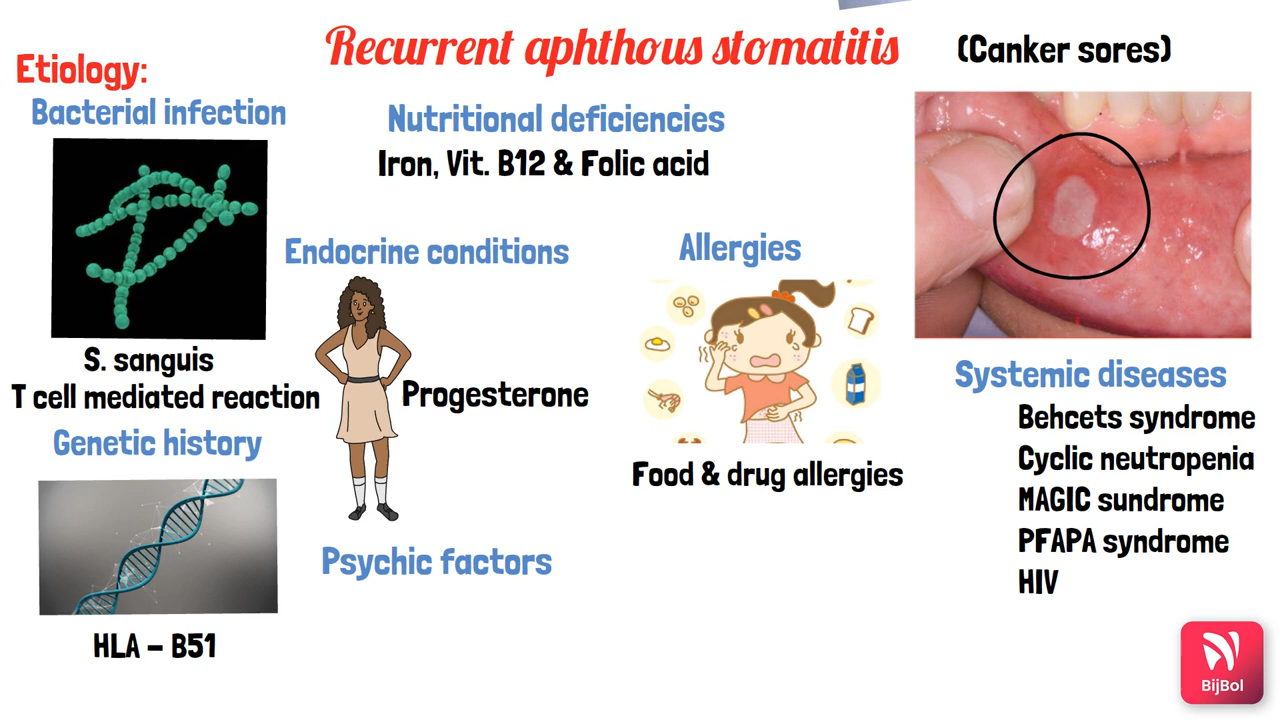 Recurrent aphthous stomatitis
(Canker sores)
Etiology:
Bacterial infection
S. sanguis
T cell mediated reaction
Genetic history
HLA – B51
Nutritional deficiencies
Iron, Vit. B12 & Folic acid
Endocrine conditions
Progesterone
Psychic factors
Allergies
Food & drug allergies
Systemic diseases
Behcets syndrome
Cyclic neutropenia
MAGIC sundrome
PFAPA syndrome
HIV
BijBol